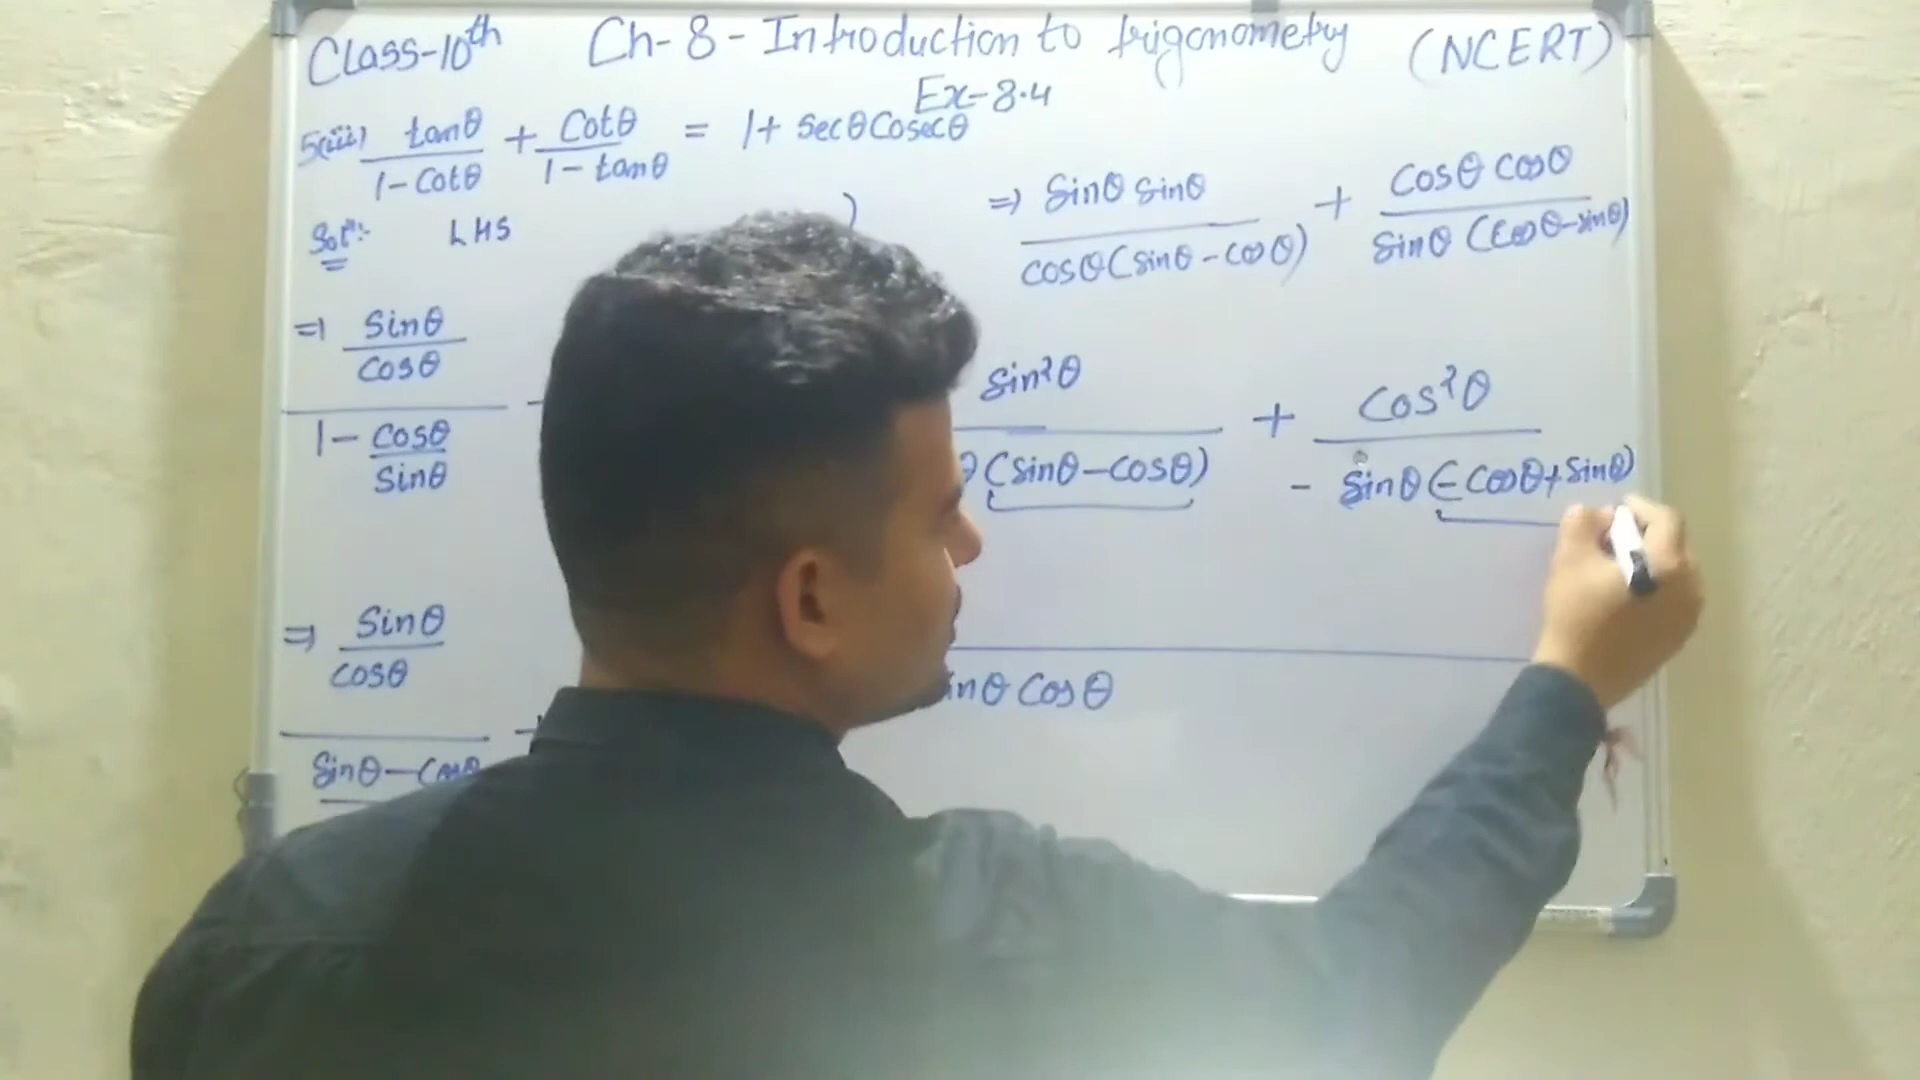 Class-10th Ch-8-Introduction to trigonometry (NCERT)
Ex-8.4
5(iii) tanθ/1-Cotθ + Cotθ/1-tanθ = 1+ secθCosecθ
Solⁿ:- LHS
=) Sinθ/Cosθ
1-Cosθ/Sinθ
=) Sinθ/Cosθ
Sinθ-Cosθ
=) Sinθ Sinθ/Cosθ(Sinθ-Cosθ) + Cosθ Cosθ/Sinθ(Cosθ-Sinθ)
Sin²θ/θ(Sinθ-Cosθ) + Cos²θ/-Sinθ(-Cosθ+Sinθ)
inθ Cosθ